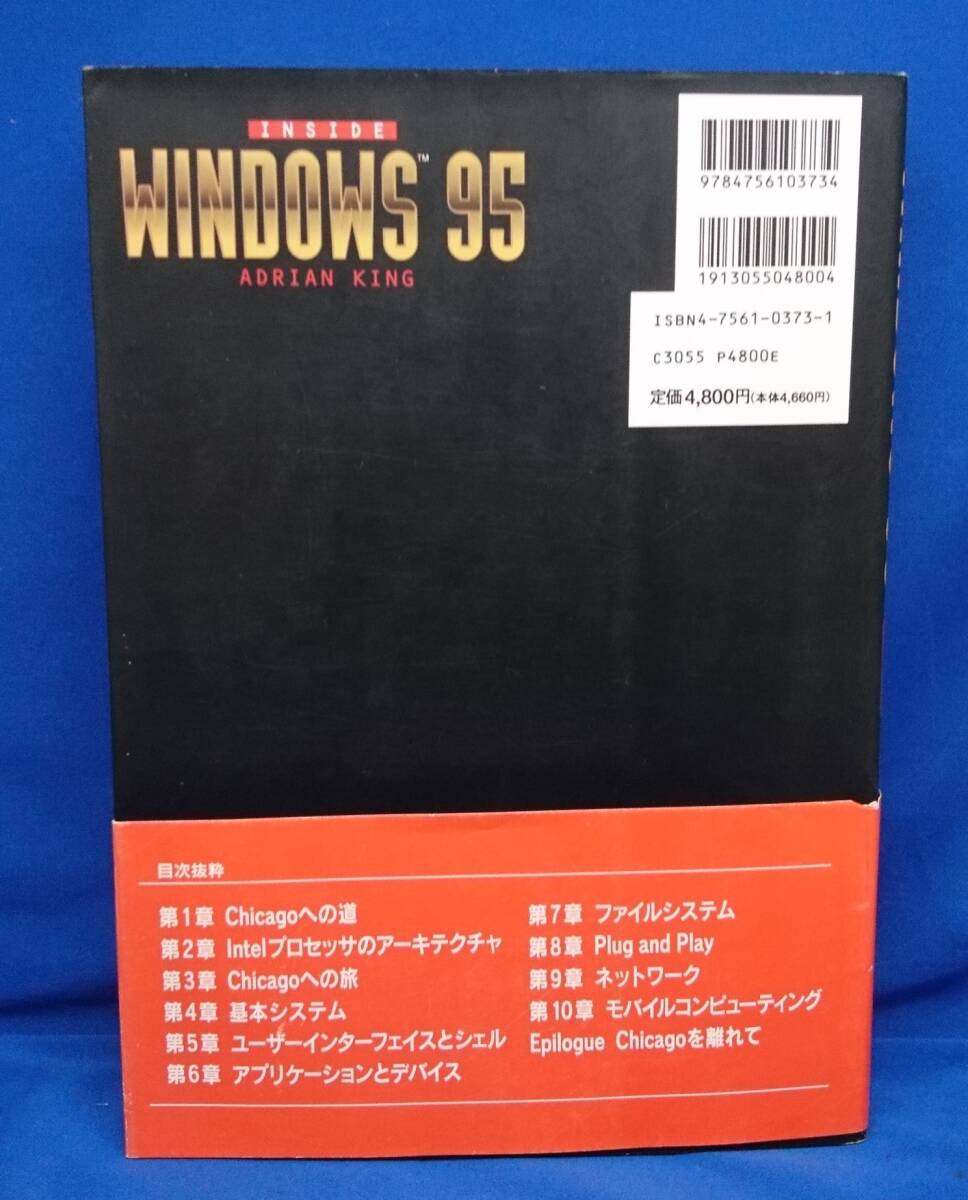 INSIDE
WINDOWS™ 95
ADRIAN KING
9784756103734
1913055048004
ISBN4-7561-0373-1
C3055 P4800E
定価4,800円(本体4,660円)
目次抜粋
第1章 Chicagoへの道
第2章 Intelプロセッサのアーキテクチャ
第3章 Chicagoへの旅
第4章 基本システム
第5章 ユーザーインターフェイスとシェル
第6章 アプリケーションとデバイス
第7章 ファイルシステム
第8章 Plug and Play
第9章 ネットワーク
第10章 モバイルコンピューティング
Epilogue Chicagoを離れて